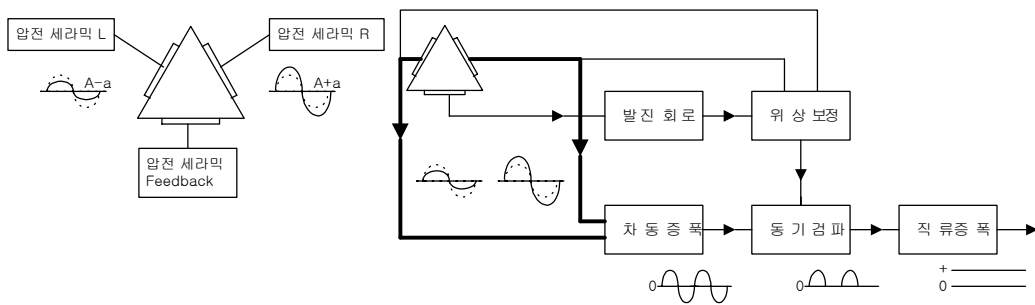 압전 세라믹 L
압전 세라믹 R
A-a
A+a
압전 세라믹
Feedback
발진 회로
위상보정
차동증폭
동기검파
직류증폭
0
0
+
0